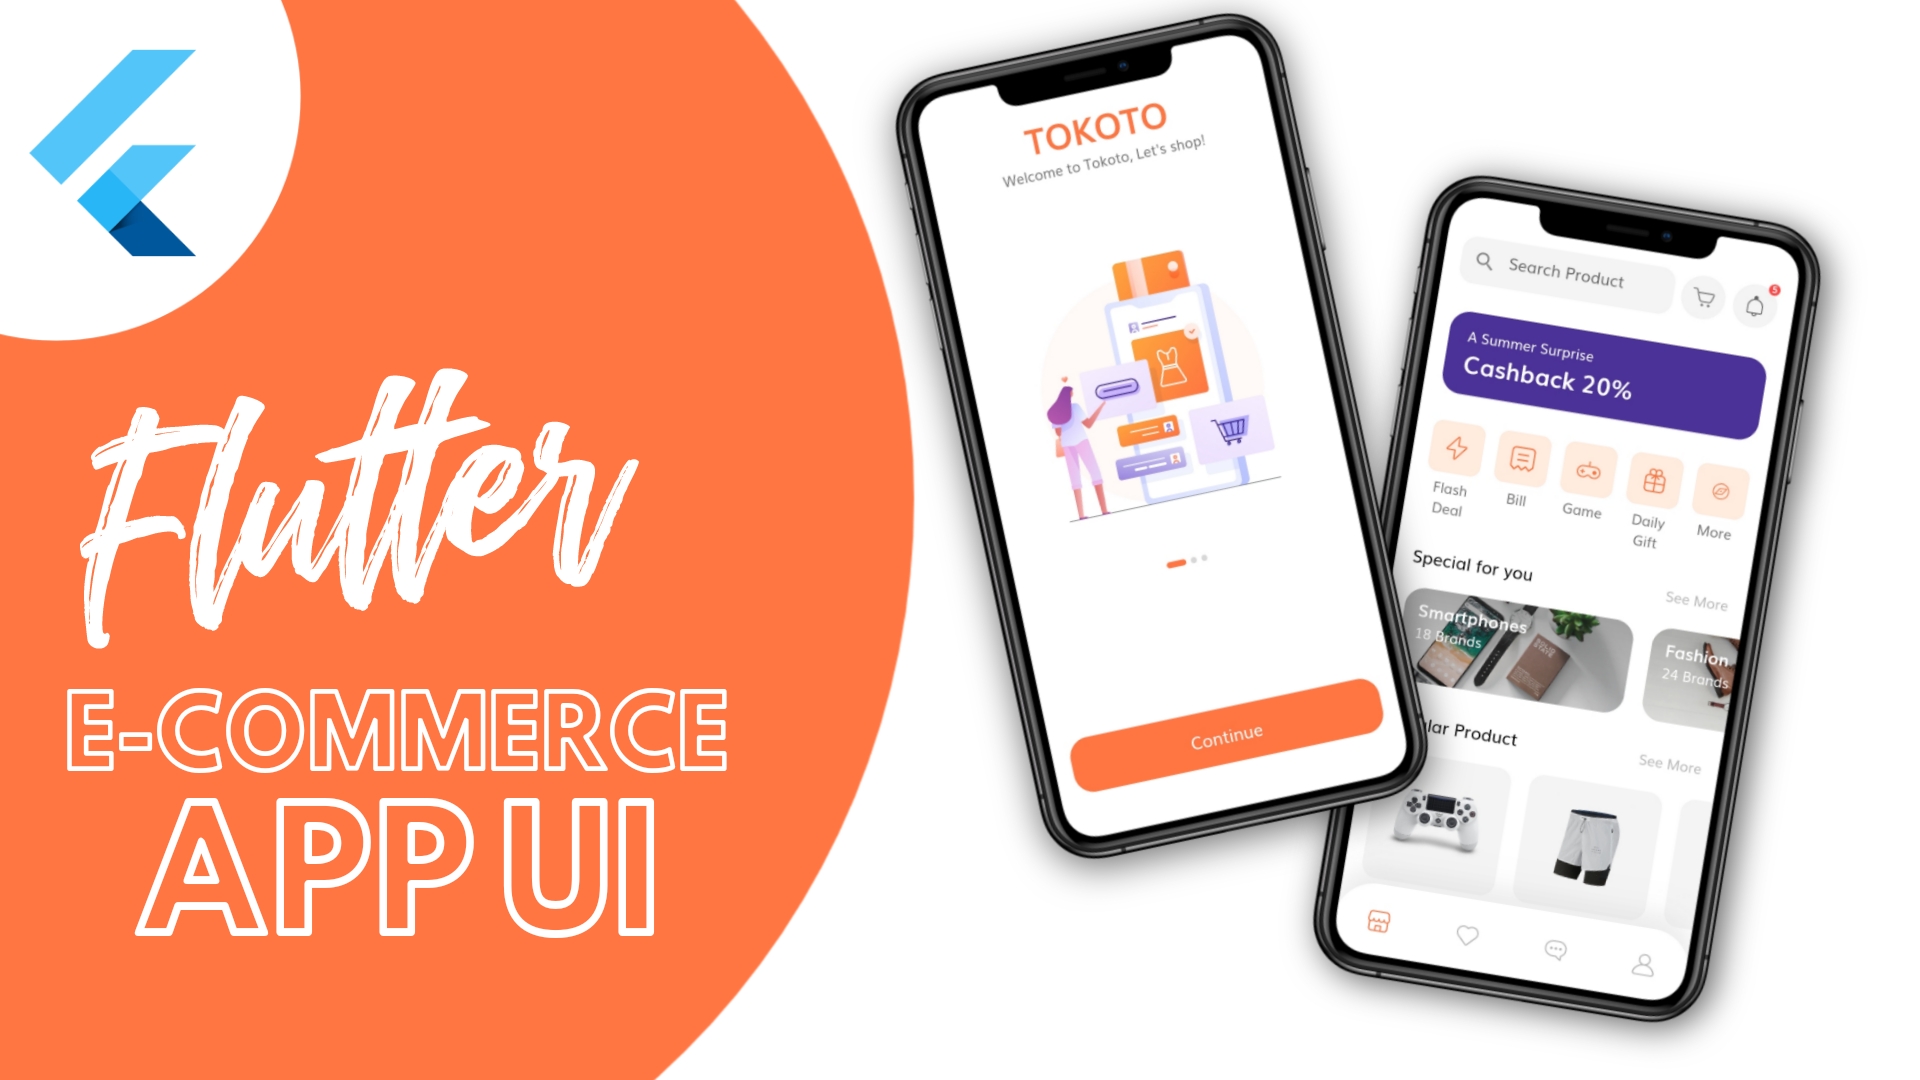 Flutter
E-COMMERCE
APP UI
TOKOTO
Welcome to Tokoto, Let's shop!
Continue
Search Product
5
A Summer Surprise
Cashback 20%
Flash
Deal
Bill
Game
Daily
Gift
More
Special for you
See More
Smartphones
18 Brands
Fashion
24 Brands
lar Product
See More